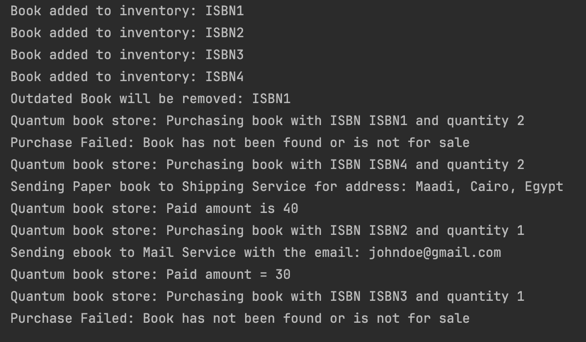 Book added to inventory: ISBN1
Book added to inventory: ISBN2
Book added to inventory: ISBN3
Book added to inventory: ISBN4
Outdated Book will be removed: ISBN1
Quantum book store: Purchasing book with ISBN ISBN1 and quantity 2
Purchase Failed: Book has not been found or is not for sale
Quantum book store: Purchasing book with ISBN ISBN4 and quantity 2
Sending Paper book to Shipping Service for address: Maadi, Cairo, Egypt
Quantum book store: Paid amount is 40
Quantum book store: Purchasing book with ISBN ISBN2 and quantity 1
Sending ebook to Mail Service with the email: johndoe@gmail.com
Quantum book store: Paid amount = 30
Quantum book store: Purchasing book with ISBN ISBN3 and quantity 1
Purchase Failed: Book has not been found or is not for sale